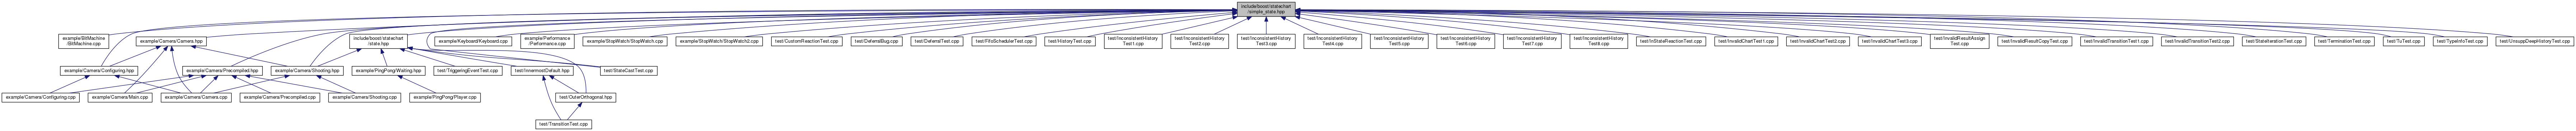 include/boost/statechart
/simple_state.hpp
example/BitMachine
/BitMachine.cpp
example/Camera/Camera.hpp
include/boost/statechart
/state.hpp
example/Keyboard/Keyboard.cpp
example/Performance
/Performance.cpp
example/StopWatch/StopWatch.cpp
example/StopWatch/StopWatch2.cpp
test/CustomReactionTest.cpp
test/DeferralBug.cpp
test/DeferralTest.cpp
test/FifoSchedulerTest.cpp
test/HistoryTest.cpp
test/InconsistentHistory
Test1.cpp
test/InconsistentHistory
Test2.cpp
test/InconsistentHistory
Test3.cpp
test/InconsistentHistory
Test4.cpp
test/InconsistentHistory
Test5.cpp
test/InconsistentHistory
Test6.cpp
test/InconsistentHistory
Test7.cpp
test/InconsistentHistory
Test8.cpp
test/InStateReactionTest.cpp
test/InvalidChartTest1.cpp
test/InvalidChartTest2.cpp
test/InvalidChartTest3.cpp
test/InvalidResultAssign
Test.cpp
test/InvalidResultCopyTest.cpp
test/InvalidTransitionTest1.cpp
test/InvalidTransitionTest2.cpp
test/StateIterationTest.cpp
test/TerminationTest.cpp
test/TuTest.cpp
test/TypeInfoTest.cpp
test/UnsuppDeepHistoryTest.cpp
example/Camera/Configuring.hpp
example/Camera/Precompiled.hpp
example/Camera/Shooting.hpp
example/PingPong/Waiting.hpp
test/TriggeringEventTest.cpp
test/InnermostDefault.hpp
test/StateCastTest.cpp
example/Camera/Configuring.cpp
example/Camera/Main.cpp
example/Camera/Camera.cpp
example/Camera/Precompiled.cpp
example/Camera/Shooting.cpp
example/PingPong/Player.cpp
test/OuterOrthogonal.hpp
test/TransitionTest.cpp